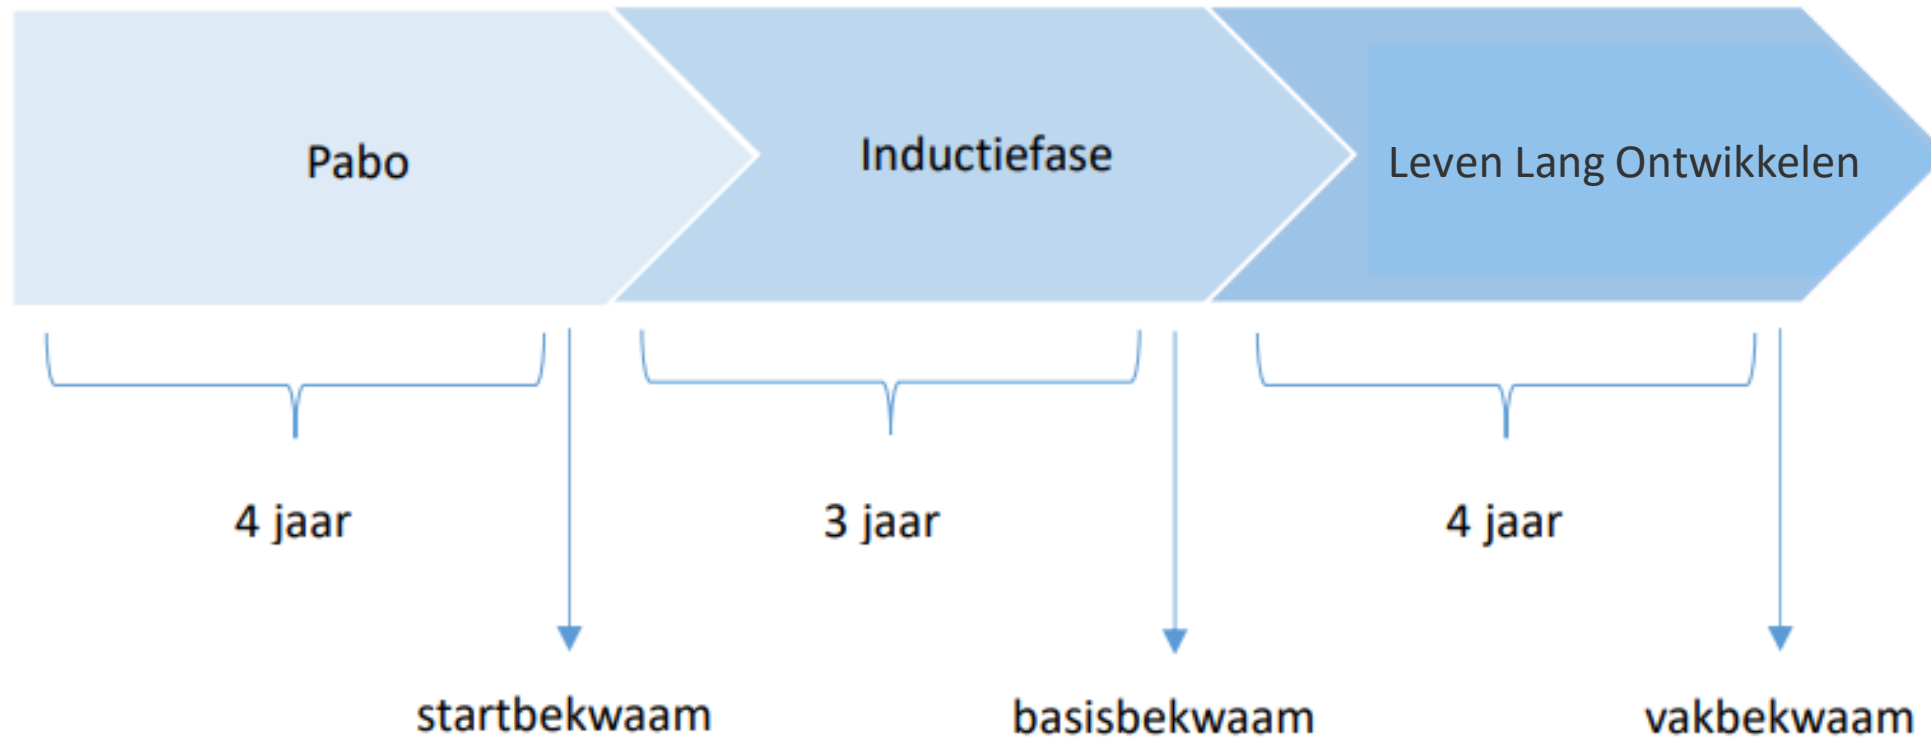 Pabo
Inductiefase
Leven Lang Ontwikkelen
4 jaar
3 jaar
4 jaar
startbekwaam
basisbekwaam
vakbekwaam